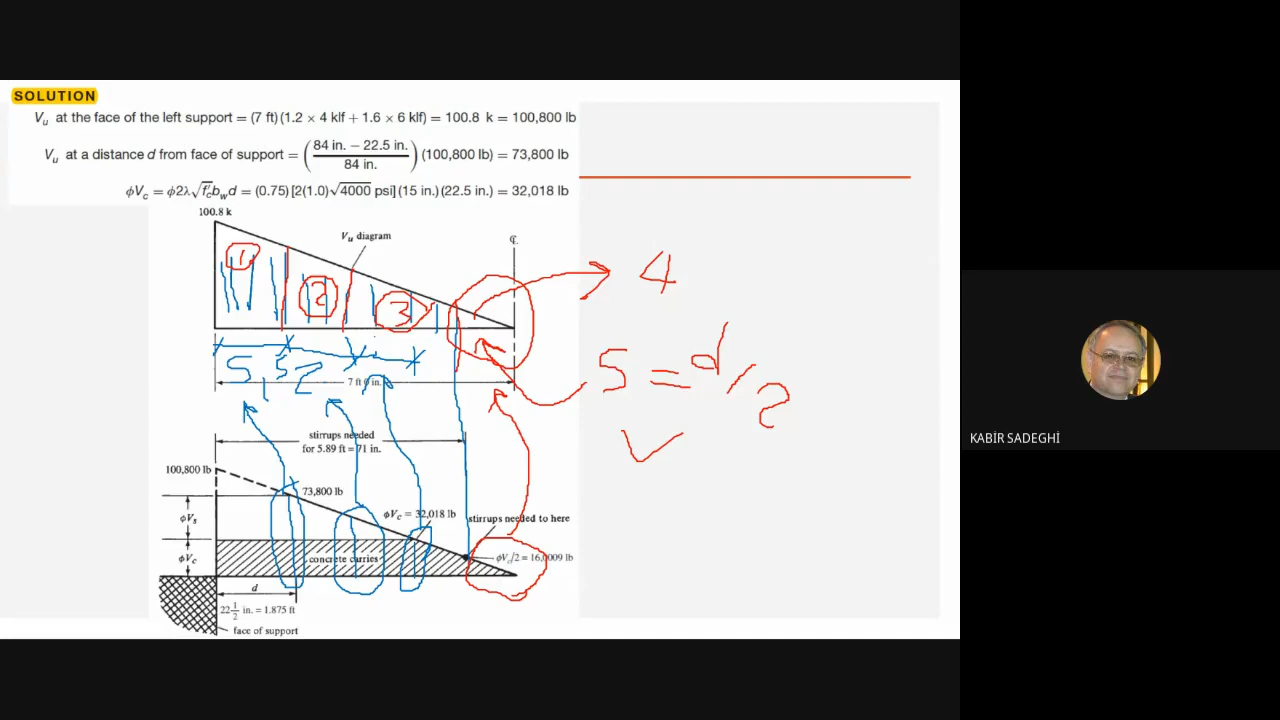 SOLUTION
Vu at the face of the left support = (7 ft)(1.2 × 4 klf + 1.6 × 6 klf) = 100.8 k = 100,800 lb
Vu at a distance d from face of support = (84 in. − 22.5 in. / 84 in.) (100,800 lb) = 73,800 lb
ϕVc = ϕ2λ√f′c bwd = (0.75)[2(1.0)√4000 psi](15 in.)(22.5 in.) = 32,018 lb
100.8 k
Vu diagram
℄
1
2
3
4
S1
S2
S = d/2
7 ft 0 in.
stirrups needed
for 5.89 ft = 71 in.
100,800 lb
73,800 lb
ϕVc = 32,018 lb
stirrups needed to here
ϕVs
ϕVc
concrete carries
ϕVc/2 = 16,0009 lb
d
22 1/2 in. = 1.875 ft
face of support
KABİR SADEGHİ